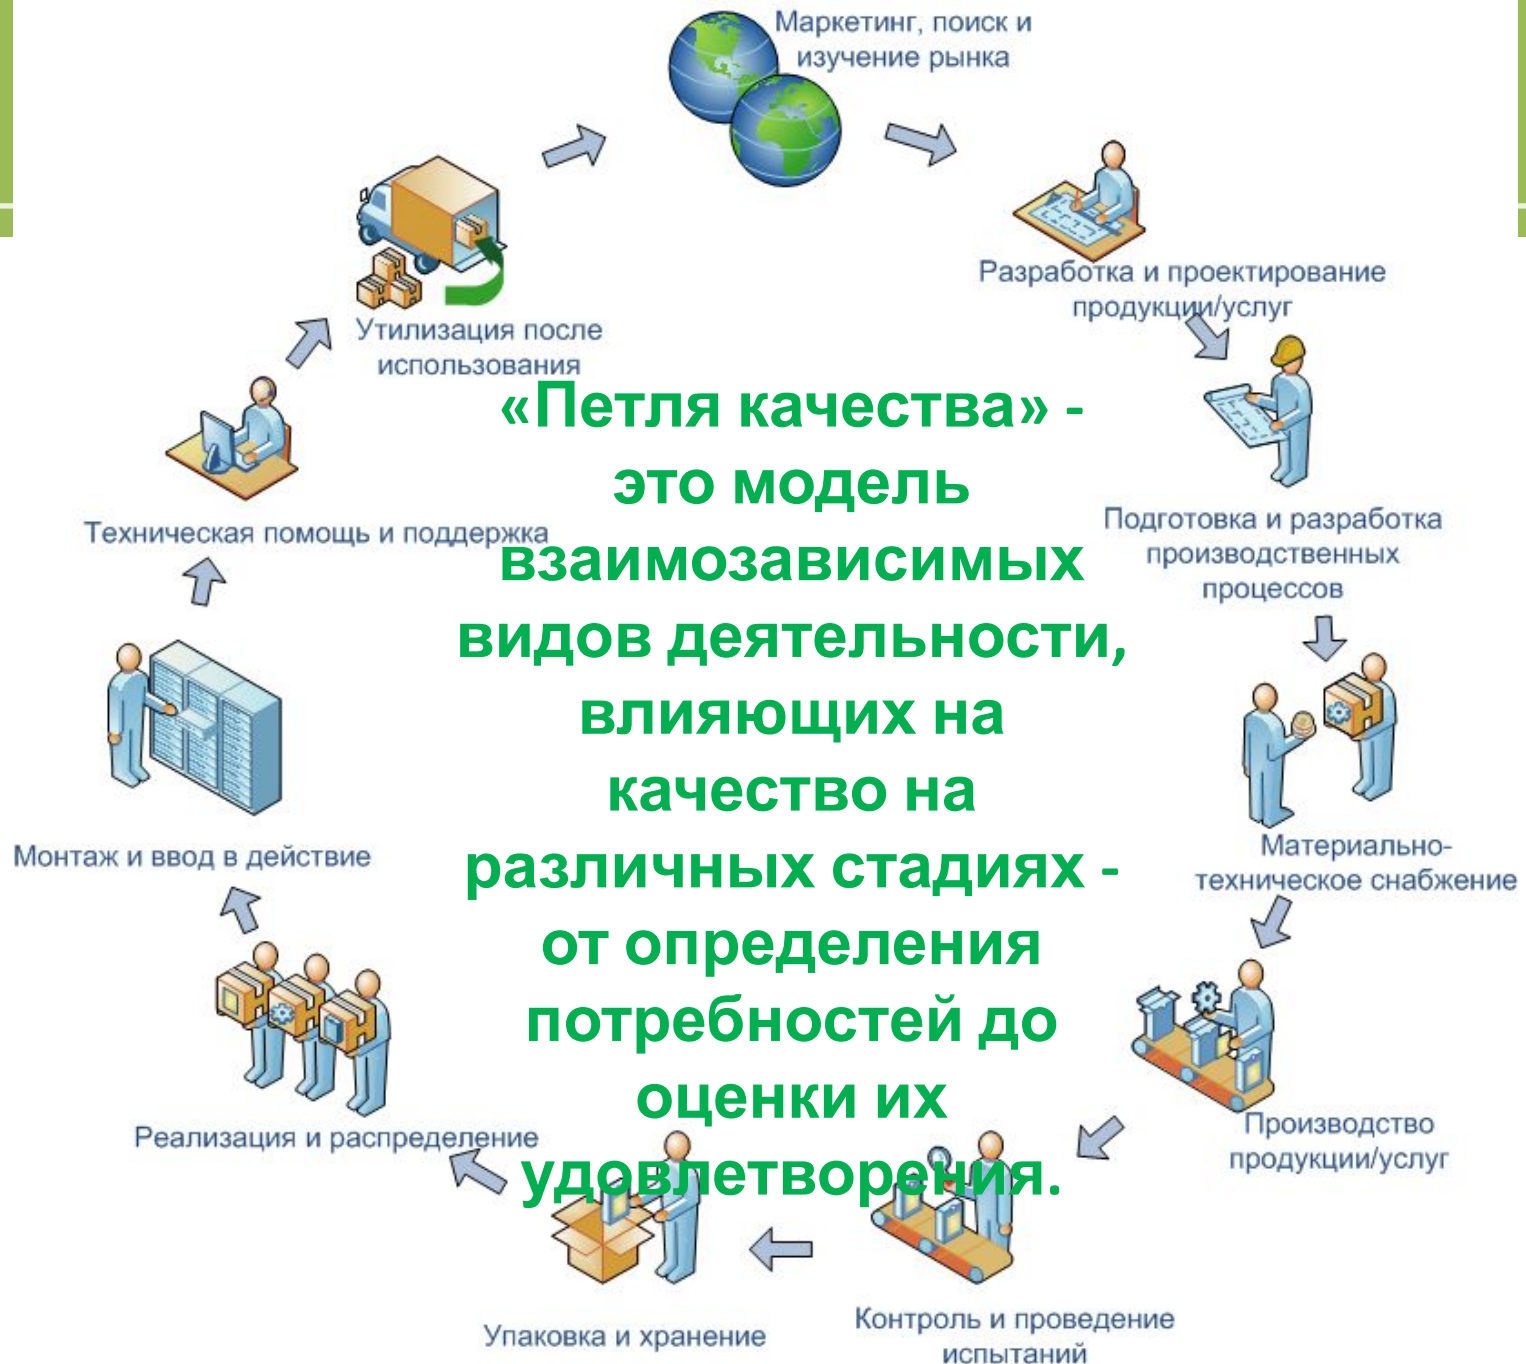 Маркетинг, поиск и
изучение рынка
Разработка и проектирование
продукции/услуг
Подготовка и разработка
производственных
процессов
Материально-
техническое снабжение
Производство
продукции/услуг
Контроль и проведение
испытаний
Упаковка и хранение
Реализация и распределение
Монтаж и ввод в действие
Техническая помощь и поддержка
Утилизация после
использования
«Петля качества» -
это модель
взаимозависимых
видов деятельности,
влияющих на
качество на
различных стадиях -
от определения
потребностей до
оценки их
удовлетворения.